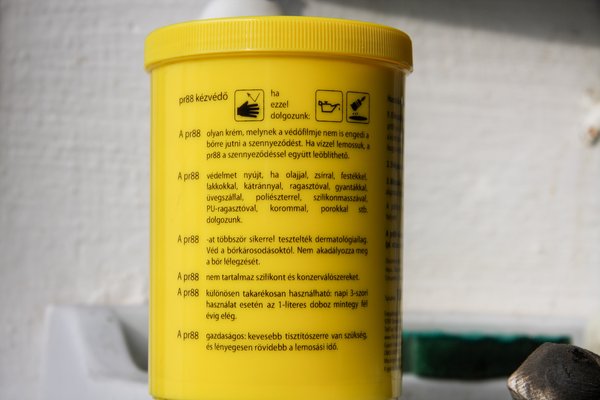 pr88 kézvédő
ha
ezzel
dolgozunk:
A pr88 olyan krém, melynek a védőfilmje nem is engedi a
bőrre jutni a szennyeződést. Ha vízzel lemossuk, a
pr88 a szennyeződéssel együtt leöblíthető.
A pr88 védelmet nyújt, ha olajjal, zsírral, festékkel,
lakkokkal, kátránnyal, ragasztóval, gyantákkal,
üvegszállal, poliészterrel, szilikonmasszával,
PU-ragasztóval, korommal, porokkal stb.
dolgozunk.
A pr88 -at többször sikerrel tesztelték dermatológiailag.
Véd a bőrkárosodásoktól. Nem akadályozza meg
a bőr lélegzését.
A pr88 nem tartalmaz szilikont és konzerválószereket.
A pr88 különösen takarékosan használható: napi 3-szori
használat esetén az 1-literes doboz mintegy fél
évig elég.
A pr88 gazdaságos: kevesebb tisztítószerre van szükség,
és lényegesen rövidebb a lemosási idő.